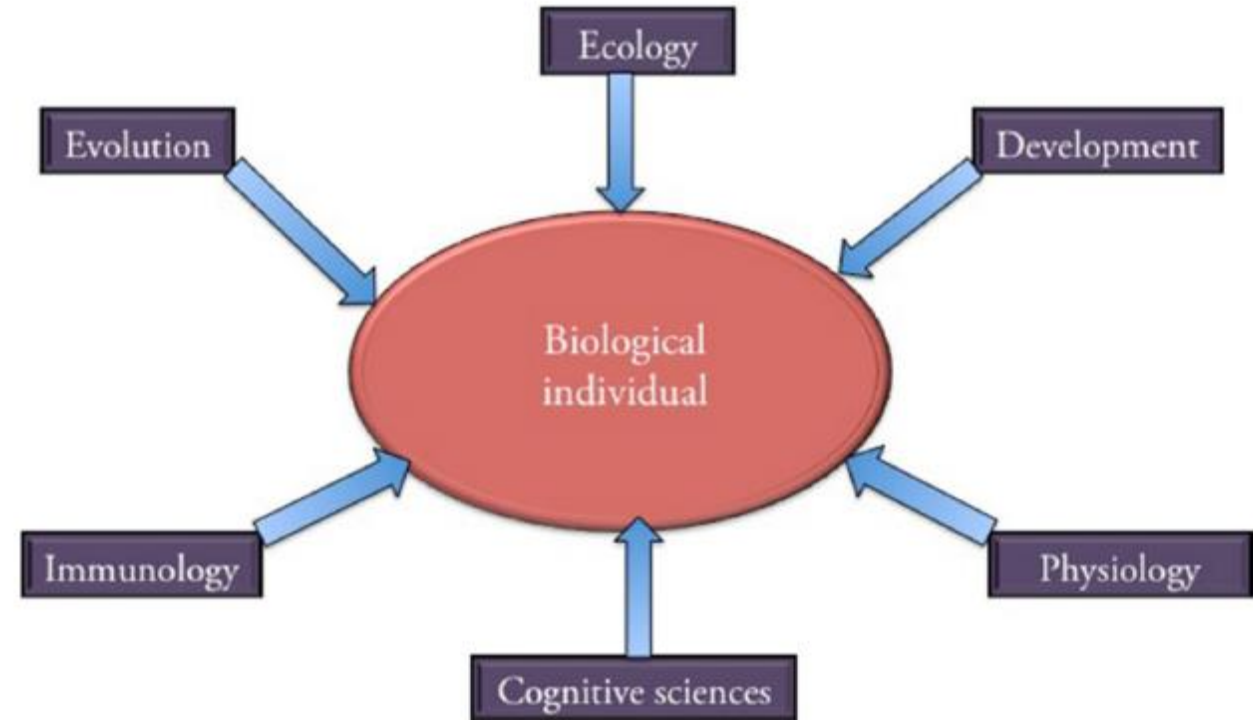 Ecology
Evolution
Development
Biological
individual
Immunology
Physiology
Cognitive sciences